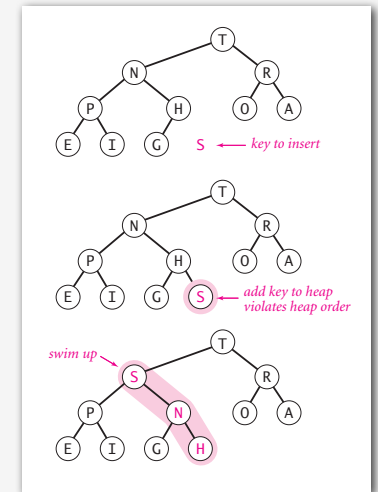 T
N R
P H O A
E I G S key to insert
T
N R
P H O A
E I G S add key to heap
violates heap order
swim up T
S R
P N O A
E I G H